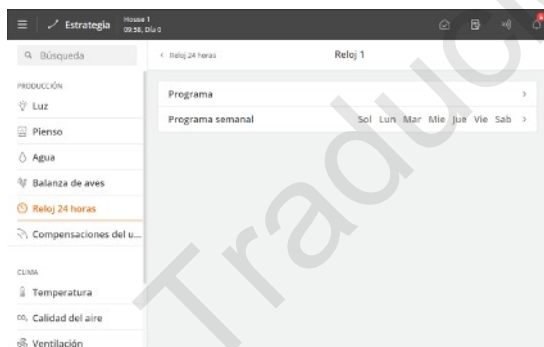 Estrategia
House 1
09:58, Día 0
Búsqueda
Reloj 24 horas
Reloj 1
PRODUCCIÓN
Luz
Pienso
Agua
Balanza de aves
Reloj 24 horas
Compensaciones del u...
CLIMA
Temperatura
CO₂ Calidad del aire
Ventilación
Programa
Programa semanal Sol Lun Mar Mie Jue Vie Sab
Traduci